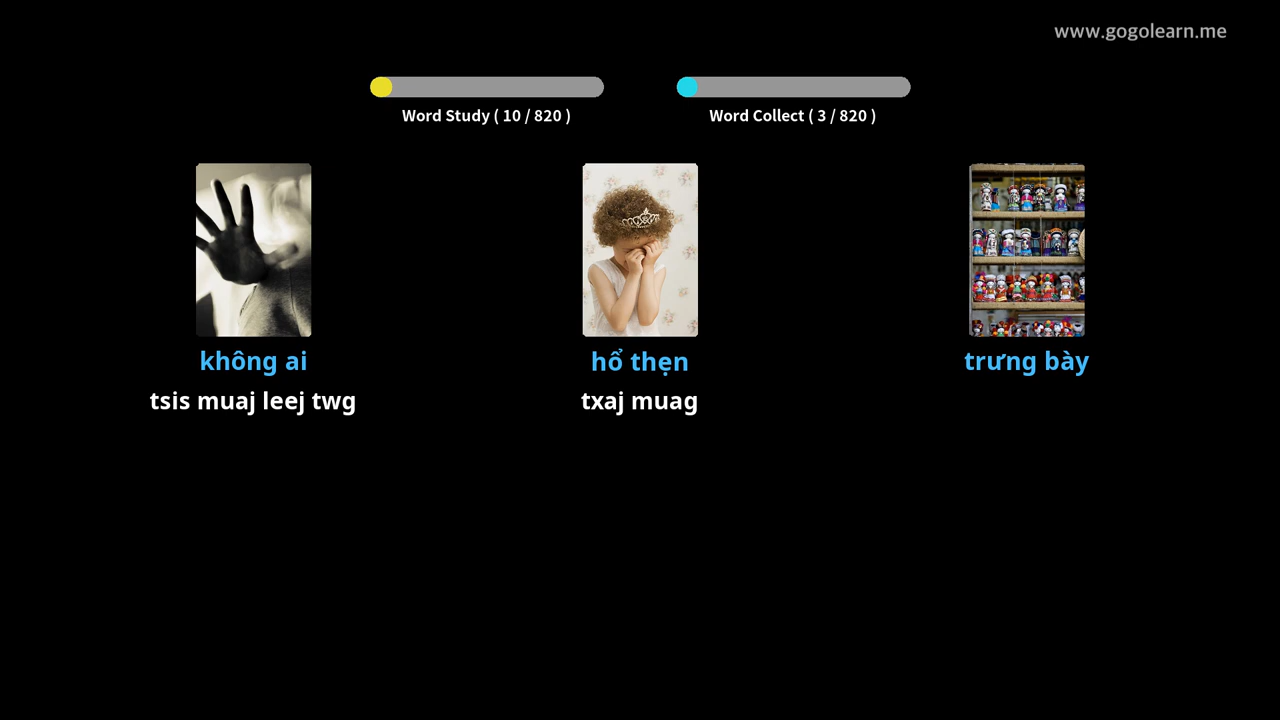 www.gogolearn.me
Word Study ( 10 / 820 )
Word Collect ( 3 / 820 )
không ai
hổ thẹn
trưng bày
tsis muaj leej twg
txaj muag